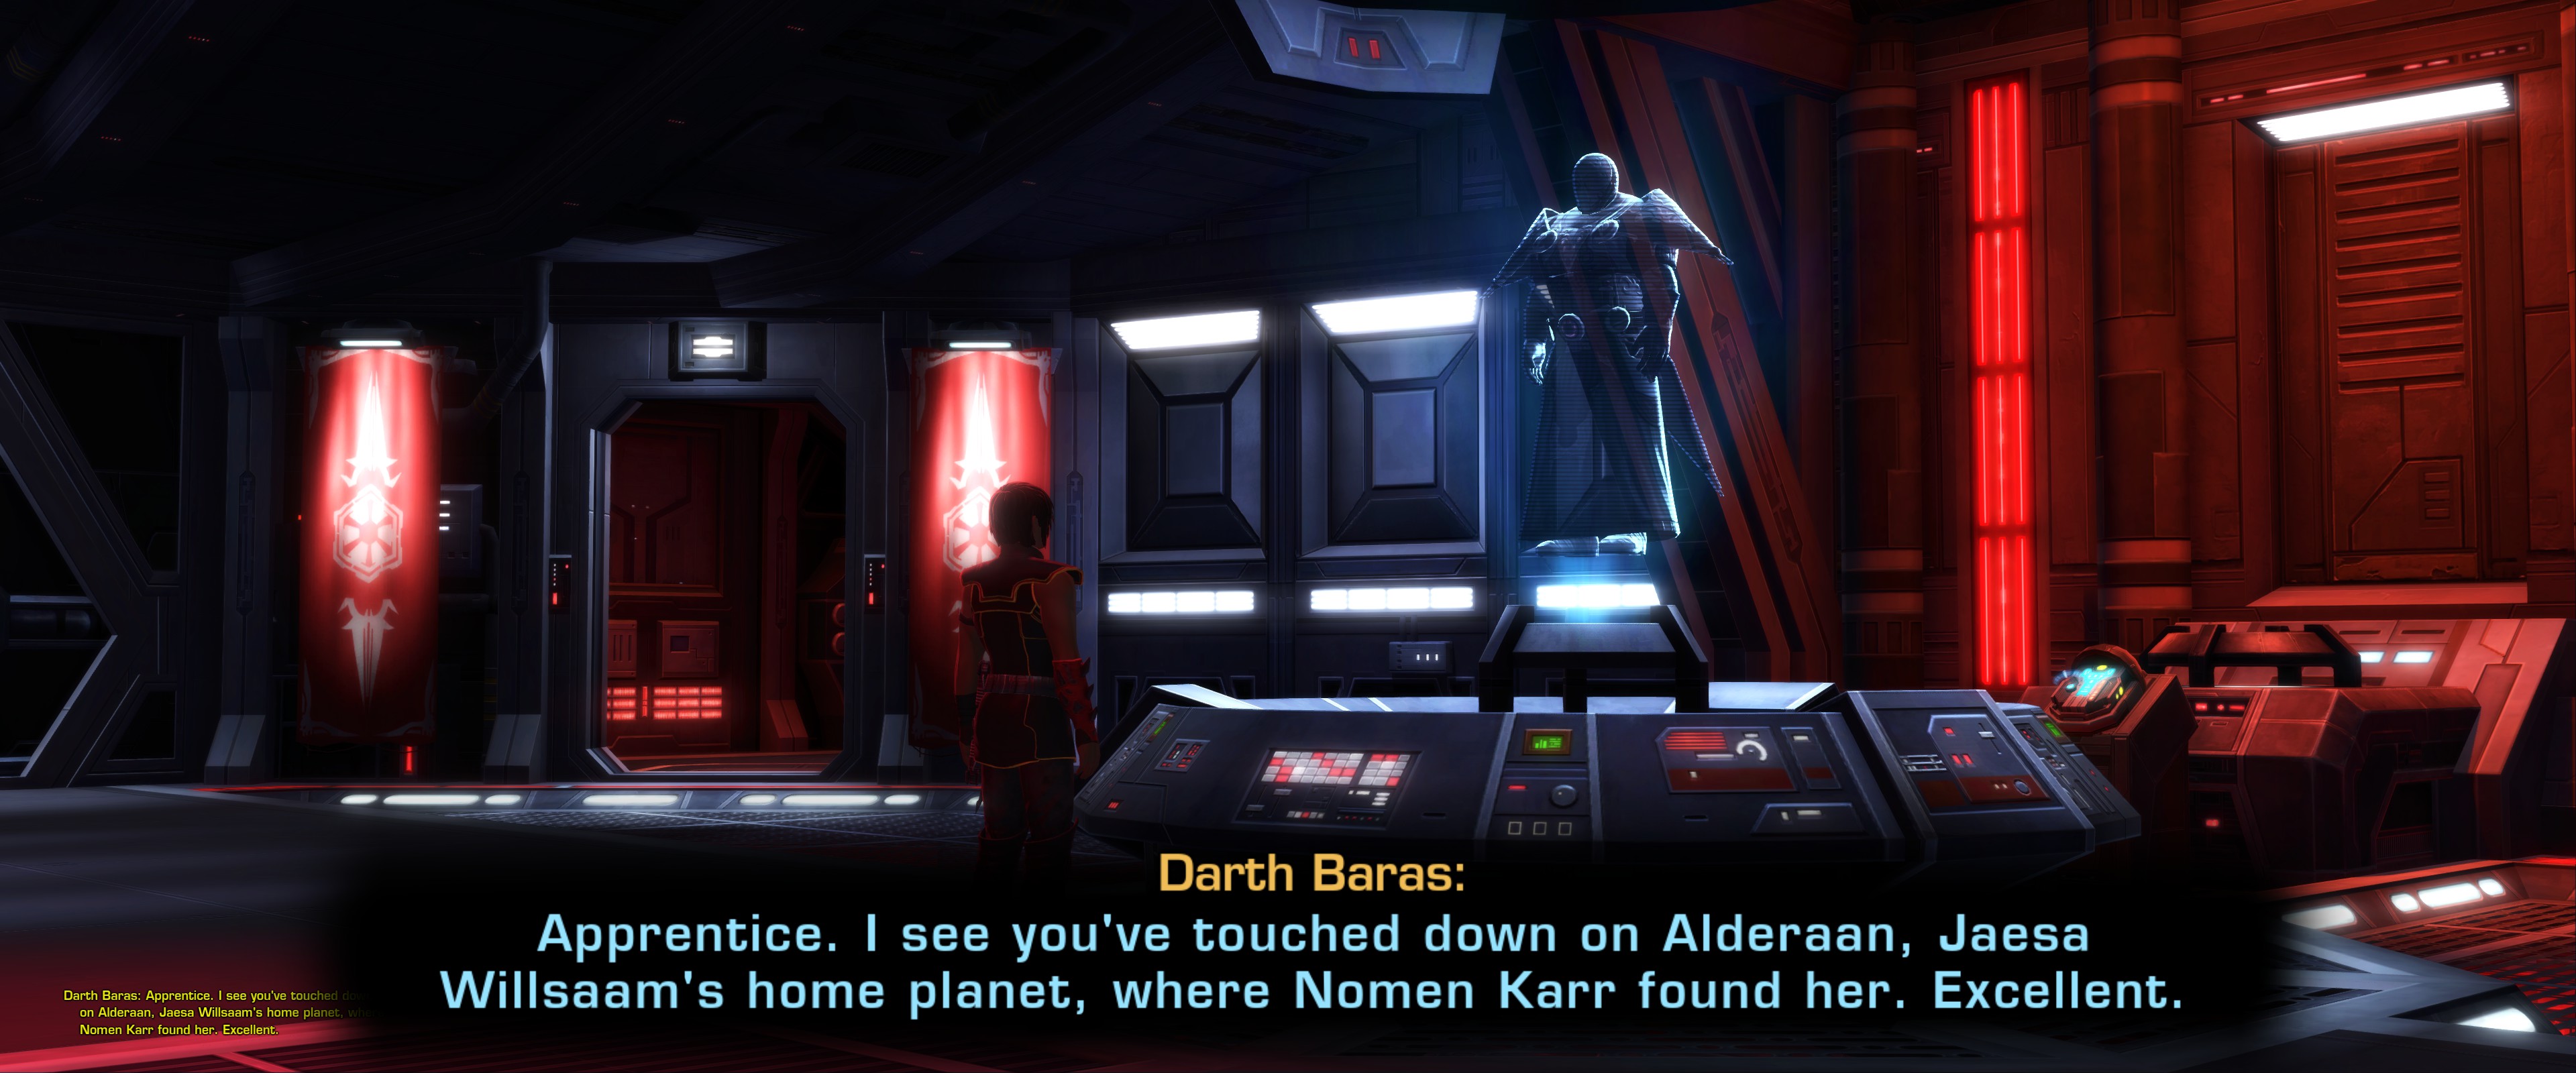 Darth Baras:
Apprentice. I see you've touched down on Alderaan, Jaesa
Willsaam's home planet, where Nomen Karr found her. Excellent.
Darth Baras: Apprentice. I see you've touched down
on Alderaan, Jaesa Willsaam's home planet, where
Nomen Karr found her. Excellent.